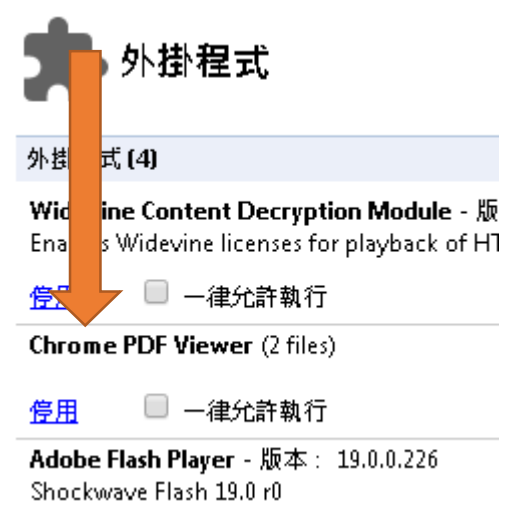 外掛程式
外掛程式 (4)
Widevine Content Decryption Module - 版
Enables Widevine licenses for playback of HT
停用 一律允許執行
Chrome PDF Viewer (2 files)
停用 一律允許執行
Adobe Flash Player - 版本： 19.0.0.226
Shockwave Flash 19.0 r0